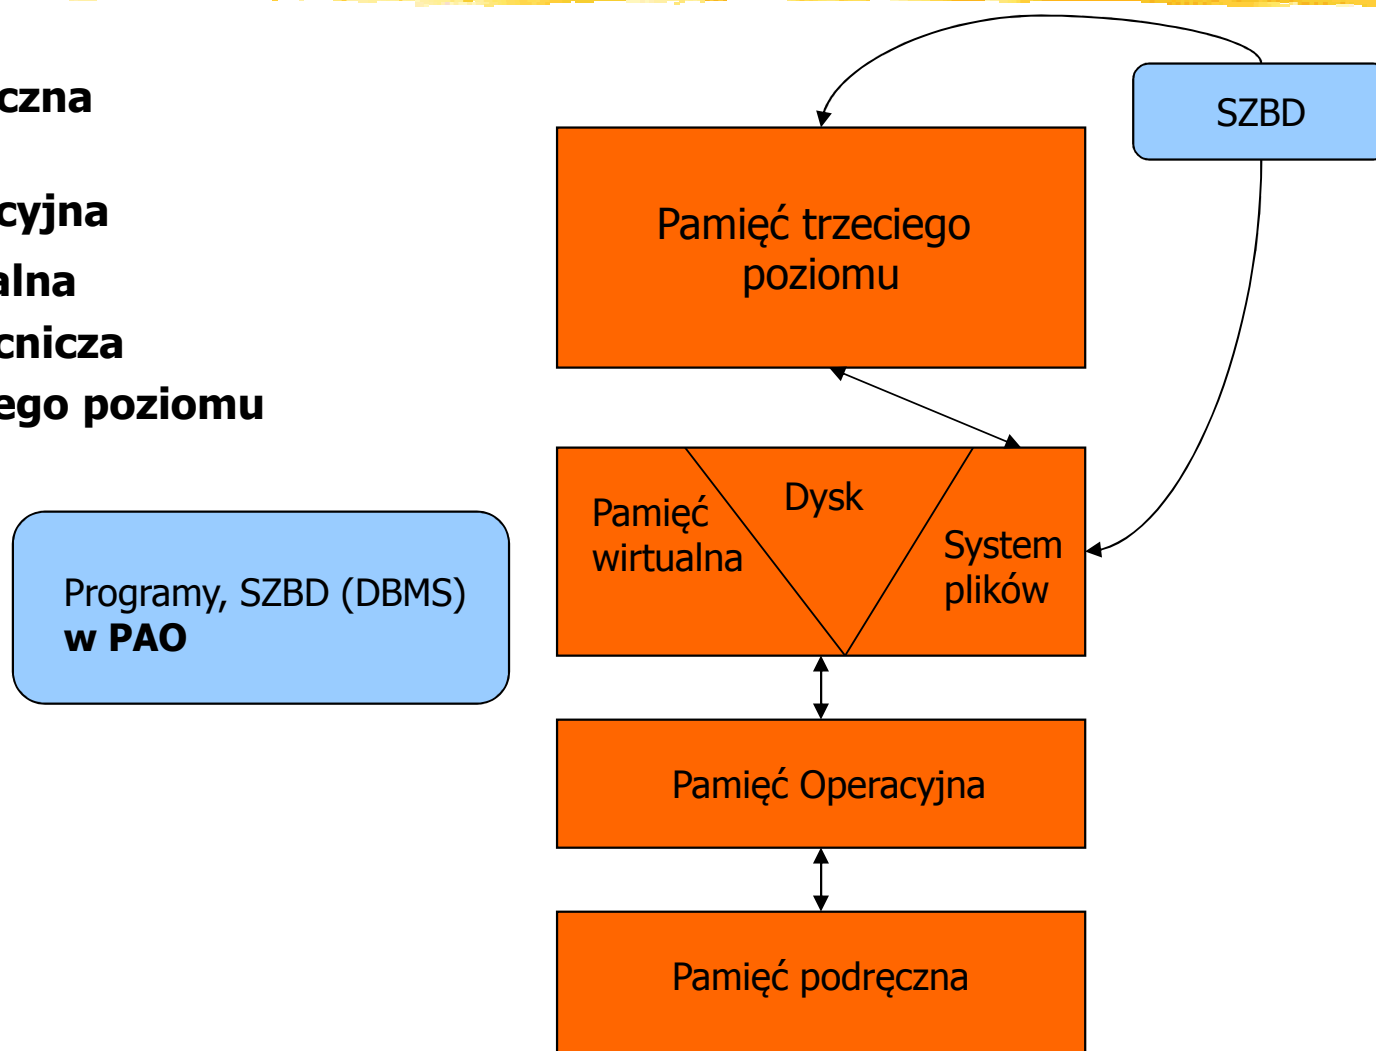 czna
cyjna
alna
cnicza
ego poziomu
SZBD
Pamięć trzeciego
poziomu
Pamięć
wirtualna
Dysk
System
plików
Programy, SZBD (DBMS)
w PAO
Pamięć Operacyjna
Pamięć podręczna